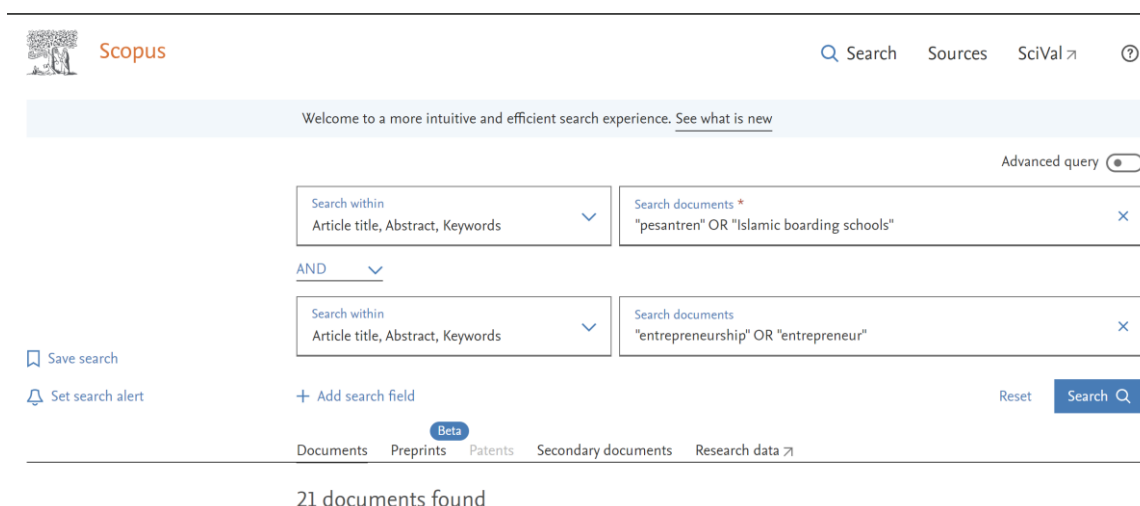 Scopus
Search Sources SciVal
Welcome to a more intuitive and efficient search experience. See what is new
Advanced query
Search within
Article title, Abstract, Keywords
Search documents *
"pesantren" OR "Islamic boarding schools"
AND
Search within
Article title, Abstract, Keywords
Search documents
"entrepreneurship" OR "entrepreneur"
Save search
Set search alert
+ Add search field
Reset
Search
Beta
Documents Preprints Patents Secondary documents Research data
21 documents found